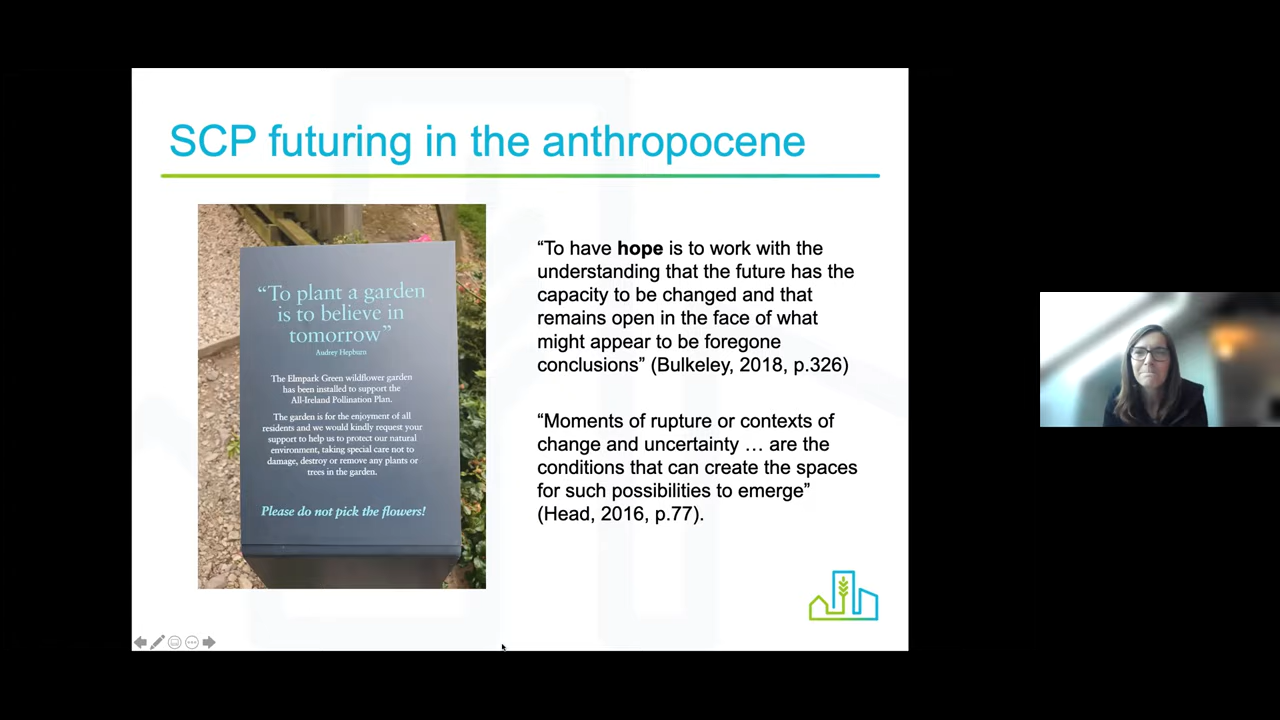 SCP futuring in the anthropocene
“To plant a garden
is to believe in
tomorrow”
Audrey Hepburn
The Elmpark Green wildflower garden
has been installed to support the
All-Ireland Pollination Plan.
The garden is for the enjoyment of all
residents and we would kindly request your
support to help us to protect our natural
environment, taking special care not to
damage, destroy or remove any plants or
trees in the garden.
Please do not pick the flowers!
“To have hope is to work with the
understanding that the future has the
capacity to be changed and that
remains open in the face of what
might appear to be foregone
conclusions” (Bulkeley, 2018, p.326)
“Moments of rupture or contexts of
change and uncertainty … are the
conditions that can create the spaces
for such possibilities to emerge”
(Head, 2016, p.77).